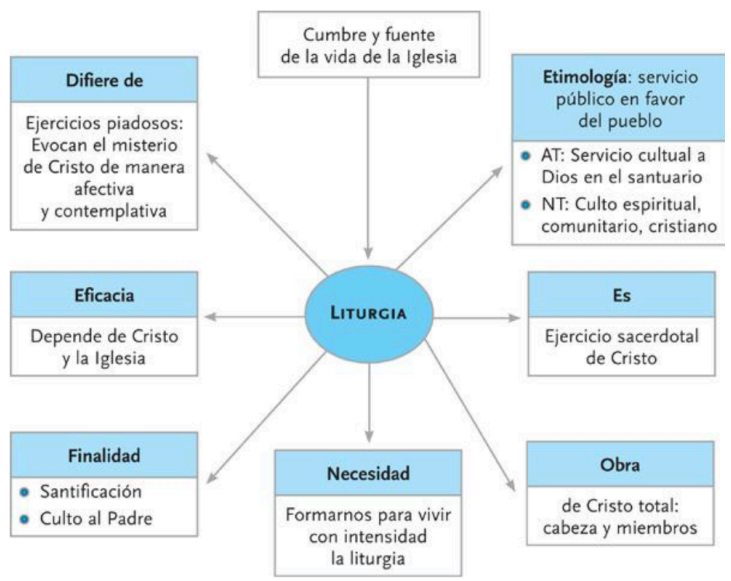 Cumbre y fuente
de la vida de la Iglesia
Difiere de
Ejercicios piadosos:
Evocan el misterio
de Cristo de manera
afectiva
y contemplativa
Etimología: servicio
público en favor
del pueblo
AT: Servicio cultual a
Dios en el santuario
NT: Culto espiritual,
comunitario, cristiano
Eficacia
Depende de Cristo
y la Iglesia
LITURGIA
Es
Ejercicio sacerdotal
de Cristo
Finalidad
Santificación
Culto al Padre
Necesidad
Formarnos para vivir
con intensidad
la liturgia
Obra
de Cristo total:
cabeza y miembros